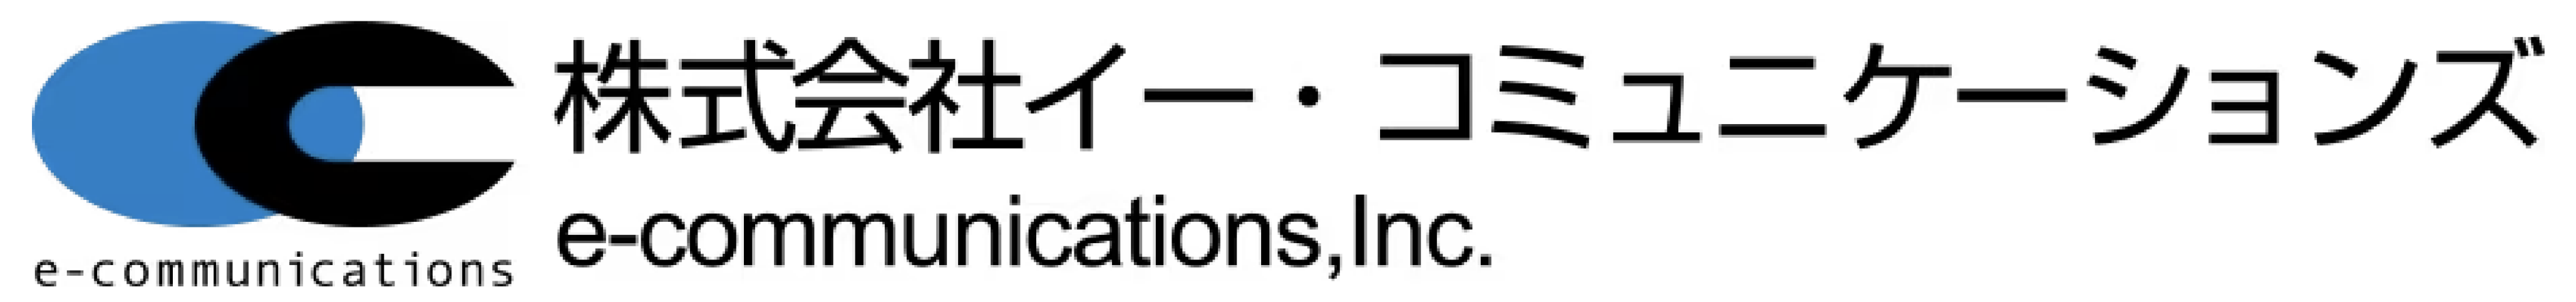 株式会社イー・コミュニケーションズ
e-communications,Inc.
e-communications